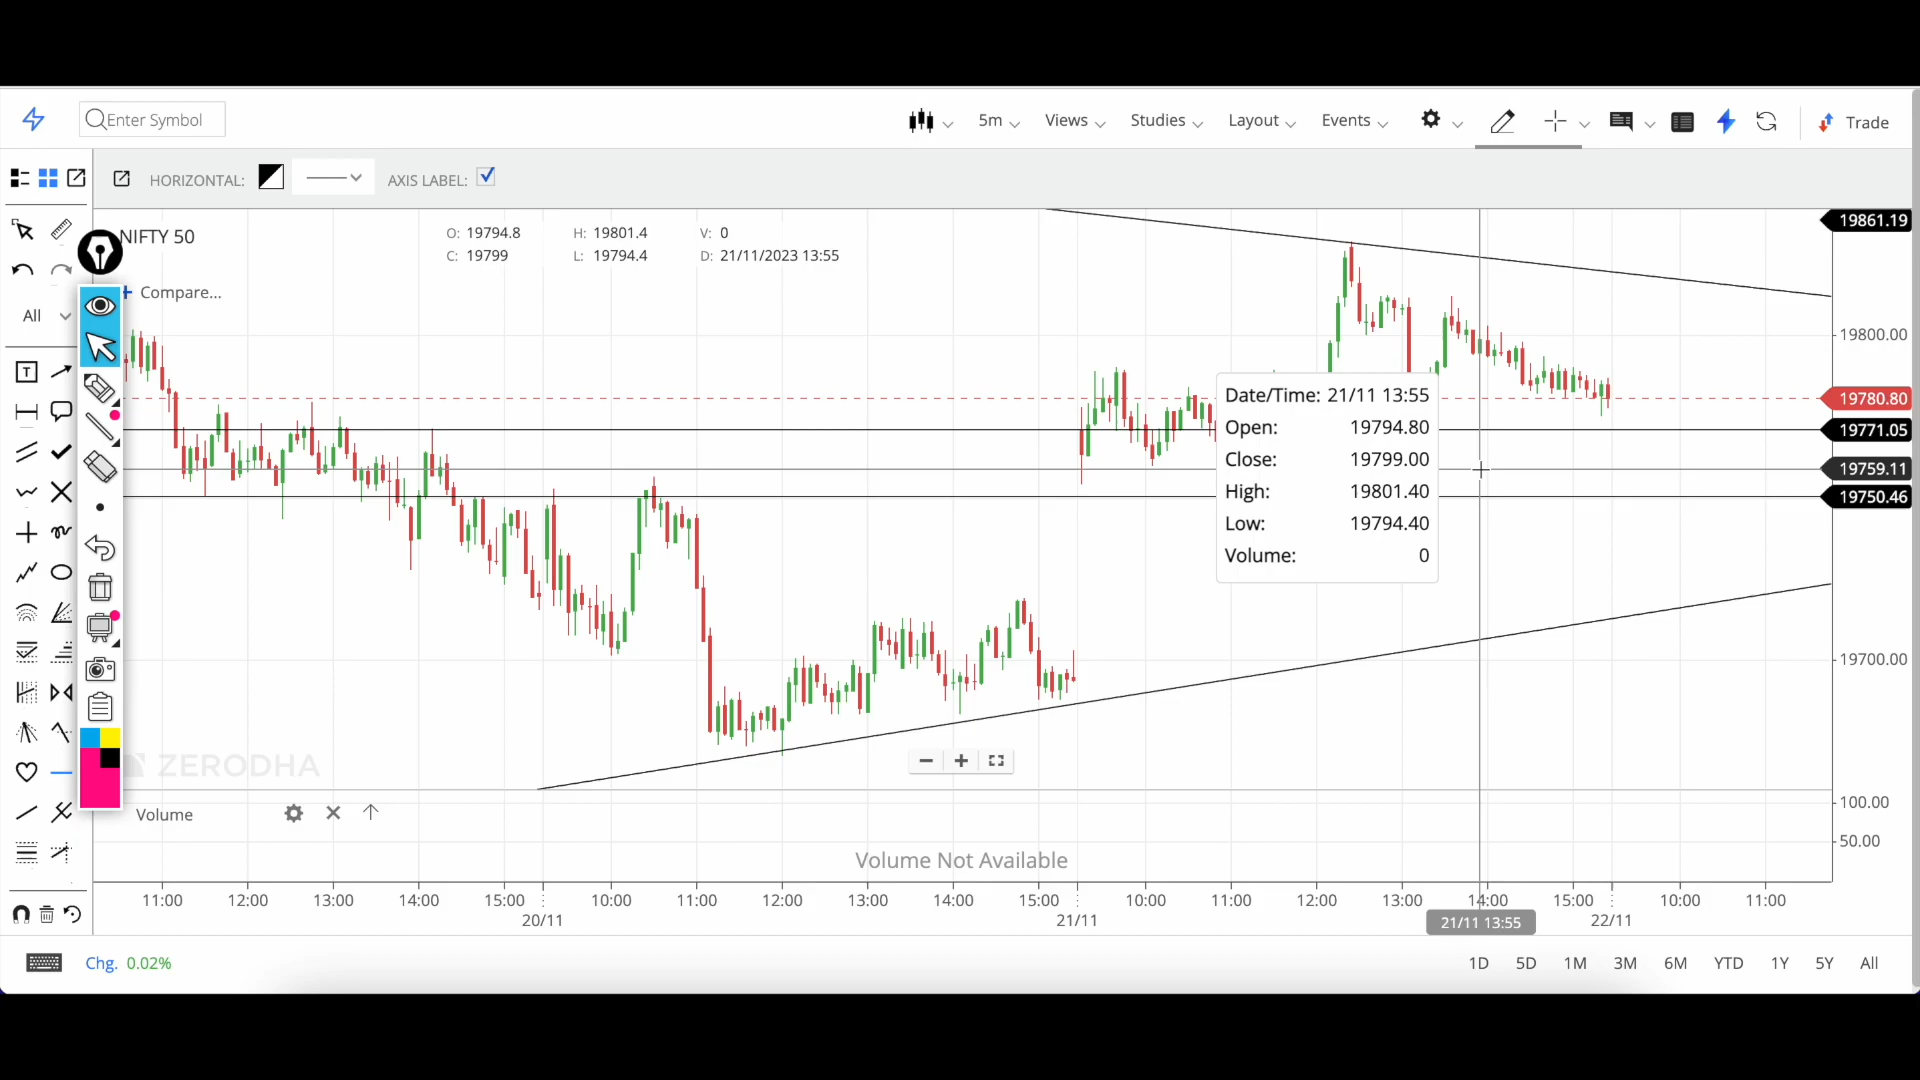 Enter Symbol
5m
Views
Studies
Layout
Events
Trade
HORIZONTAL:
AXIS LABEL:
NIFTY 50
O: 19794.8 H: 19801.4 V: 0
C: 19799 L: 19794.4 D: 21/11/2023 13:55
+ Compare...
All
T
19861.19
19800.00
19780.80
19771.05
19759.11
19750.46
19700.00
Date/Time: 21/11 13:55
Open: 19794.80
Close: 19799.00
High: 19801.40
Low: 19794.40
Volume: 0
ZERODHA
Volume
100.00
50.00
Volume Not Available
11:00 12:00 13:00 14:00 15:00 10:00 11:00 12:00 13:00 14:00 15:00 10:00 11:00 12:00 13:00 14:00 15:00 10:00 11:00
20/11 21/11 21/11 13:55 22/11
Chg. 0.02%
1D 5D 1M 3M 6M YTD 1Y 5Y All